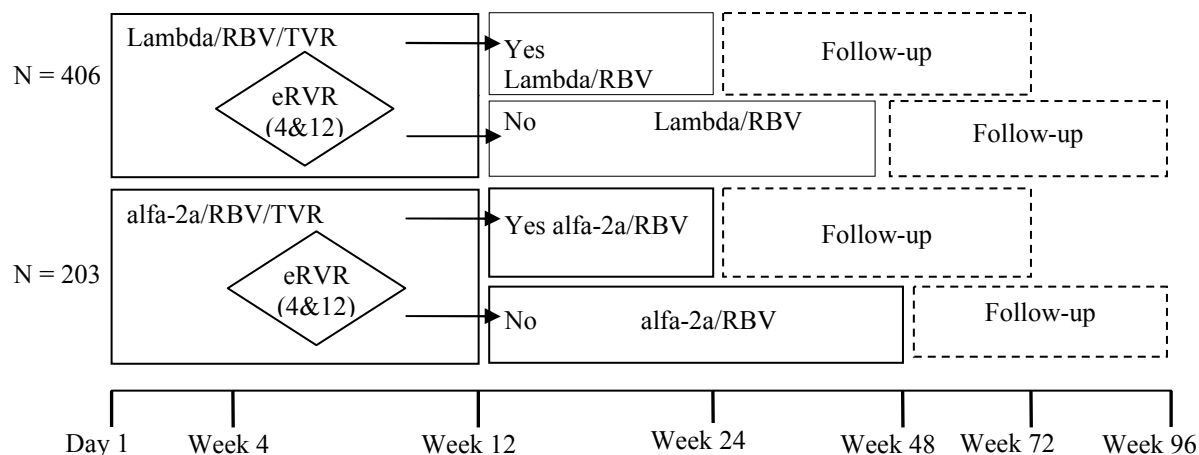 Lambda/RBV/TVR
N = 406
eRVR
(4&12)
Yes
Lambda/RBV
Follow-up
No Lambda/RBV
Follow-up
alfa-2a/RBV/TVR
N = 203
eRVR
(4&12)
Yes alfa-2a/RBV
Follow-up
No alfa-2a/RBV
Follow-up
Day 1 Week 4 Week 12 Week 24 Week 48 Week 72 Week 96